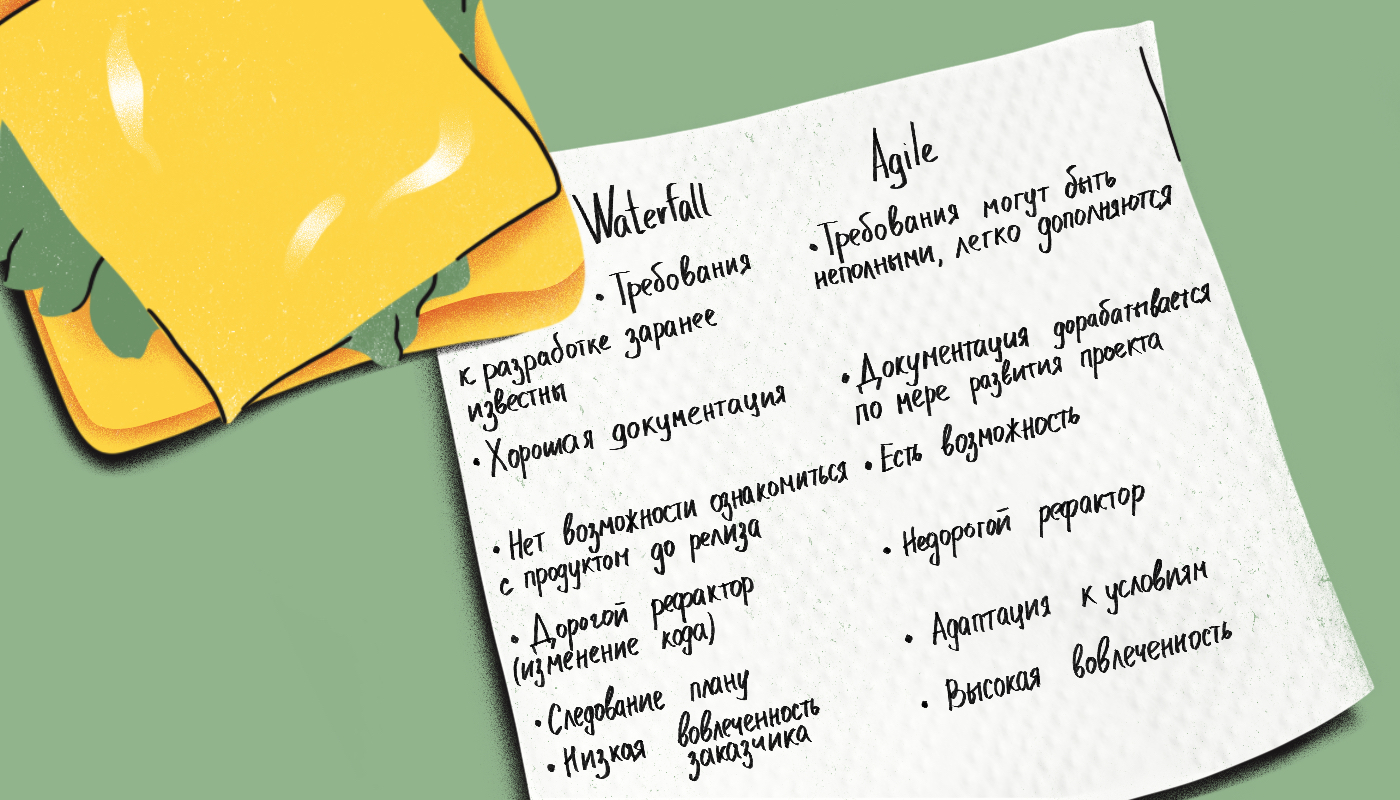 Waterfall
• Требования
к разработке заранее
известны
• Хорошая документация
• Нет возможности ознакомиться
с продуктом до релиза
• Дорогой рефактор
(изменение кода)
• Следование плану
• Низкая вовлеченность
заказчика
Agile
• Требования могут быть
неполными, легко дополняются
• Документация дорабатывается
по мере развития проекта
• Есть возможность
• Недорогой рефактор
• Адаптация к условиям
• Высокая вовлеченность